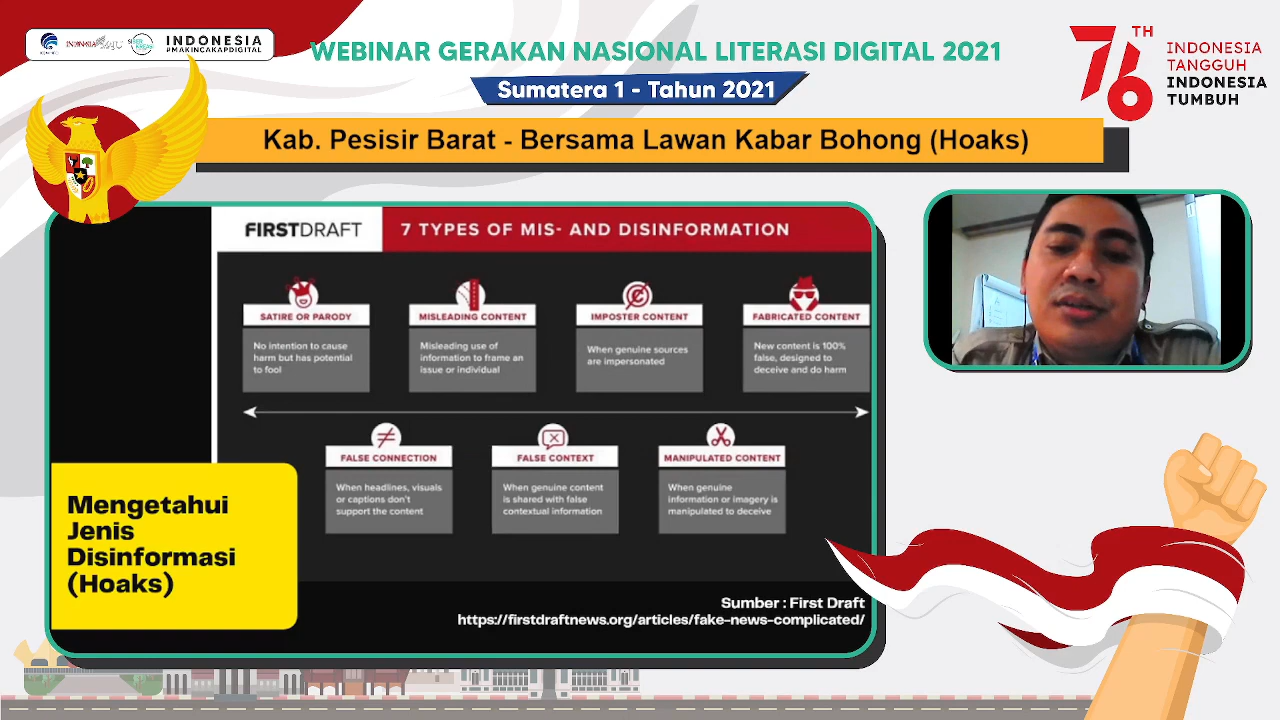 INDONESIA
#MAKINCAKAPDIGITAL
WEBINAR GERAKAN NASIONAL LITERASI DIGITAL 2021
Sumatera 1 - Tahun 2021
76 TH
INDONESIA
TANGGUH
INDONESIA
TUMBUH
Kab. Pesisir Barat - Bersama Lawan Kabar Bohong (Hoaks)
FIRSTDRAFT
7 TYPES OF MIS- AND DISINFORMATION
SATIRE OR PARODY
No intention to cause
harm but has potential
to fool
MISLEADING CONTENT
Misleading use of
information to frame an
issue or individual
IMPOSTER CONTENT
When genuine sources
are impersonated
FABRICATED CONTENT
New content is 100%
false, designed to
deceive and do harm
FALSE CONNECTION
When headlines, visuals
or captions don't
support the content
FALSE CONTEXT
When genuine content
is shared with false
contextual information
MANIPULATED CONTENT
When genuine
information or imagery is
manipulated to deceive
Mengetahui
Jenis
Disinformasi
(Hoaks)
Sumber : First Draft
https://firstdraftnews.org/articles/fake-news-complicated/